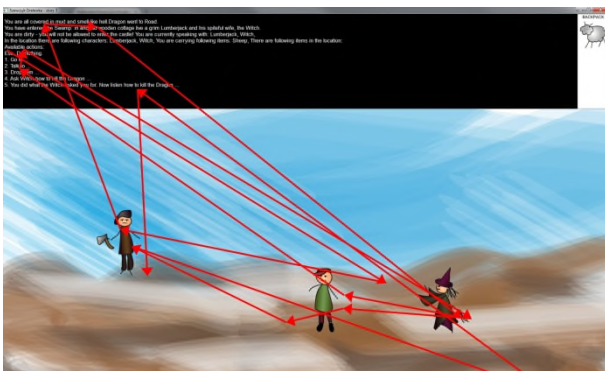 BACKPACK
You are all covered in mud and smell like hell Dragon went to Road
You have entered the Swamp. In an old wooden cottage live a grim Lumberjack and his spiteful wife, the Witch.
You are dirty - you will not be allowed to enter the castle! You are currently speaking with: Lumberjack, Witch,
In the location there are following characters: Lumberjack, Witch, You are carrying following items: Sheep, There are following items in the location:
Available actions:
1. Go
2. Talk
3. Drop
4. Ask Witch how to kill the Dragon ...
5. You did what the Witch asked you for. Now listen how to kill the Dragon ...